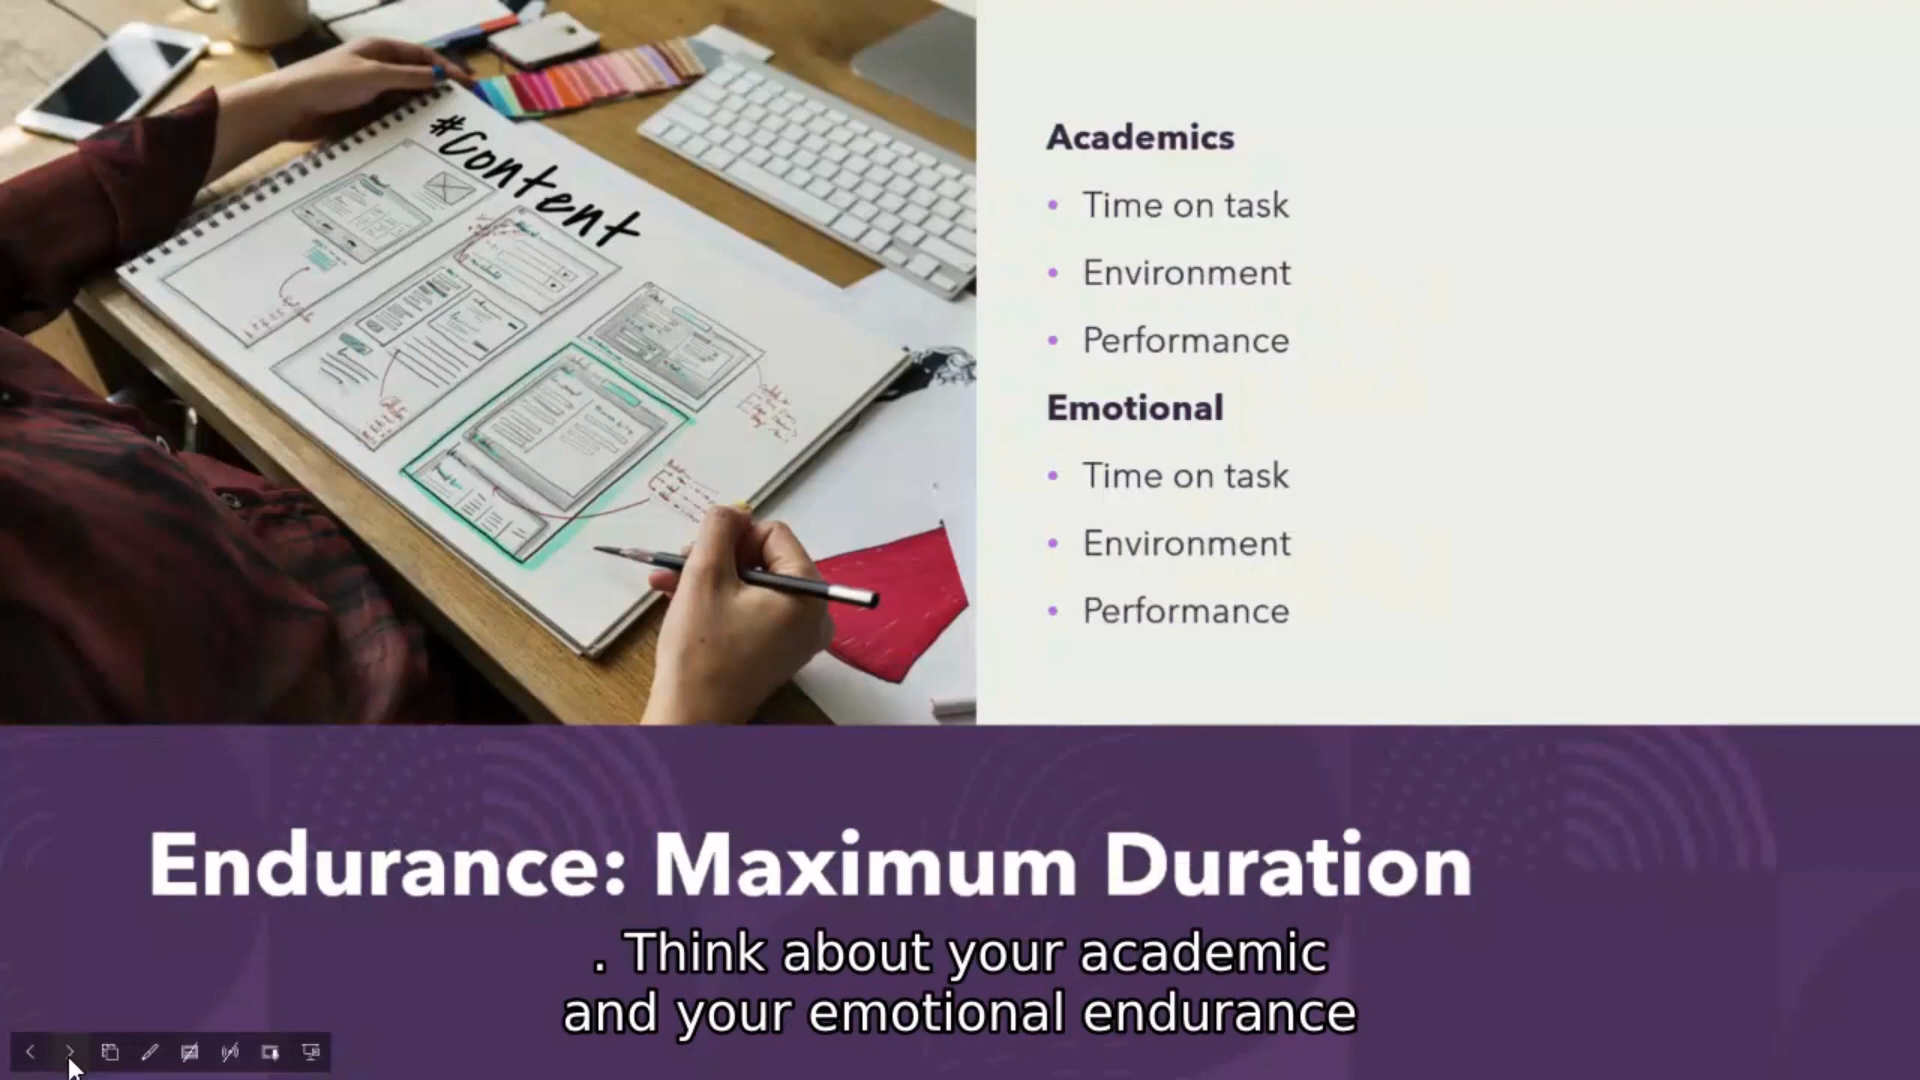 #Content
Academics
• Time on task
• Environment
• Performance
Emotional
• Time on task
• Environment
• Performance
Endurance: Maximum Duration
. Think about your academic
and your emotional endurance